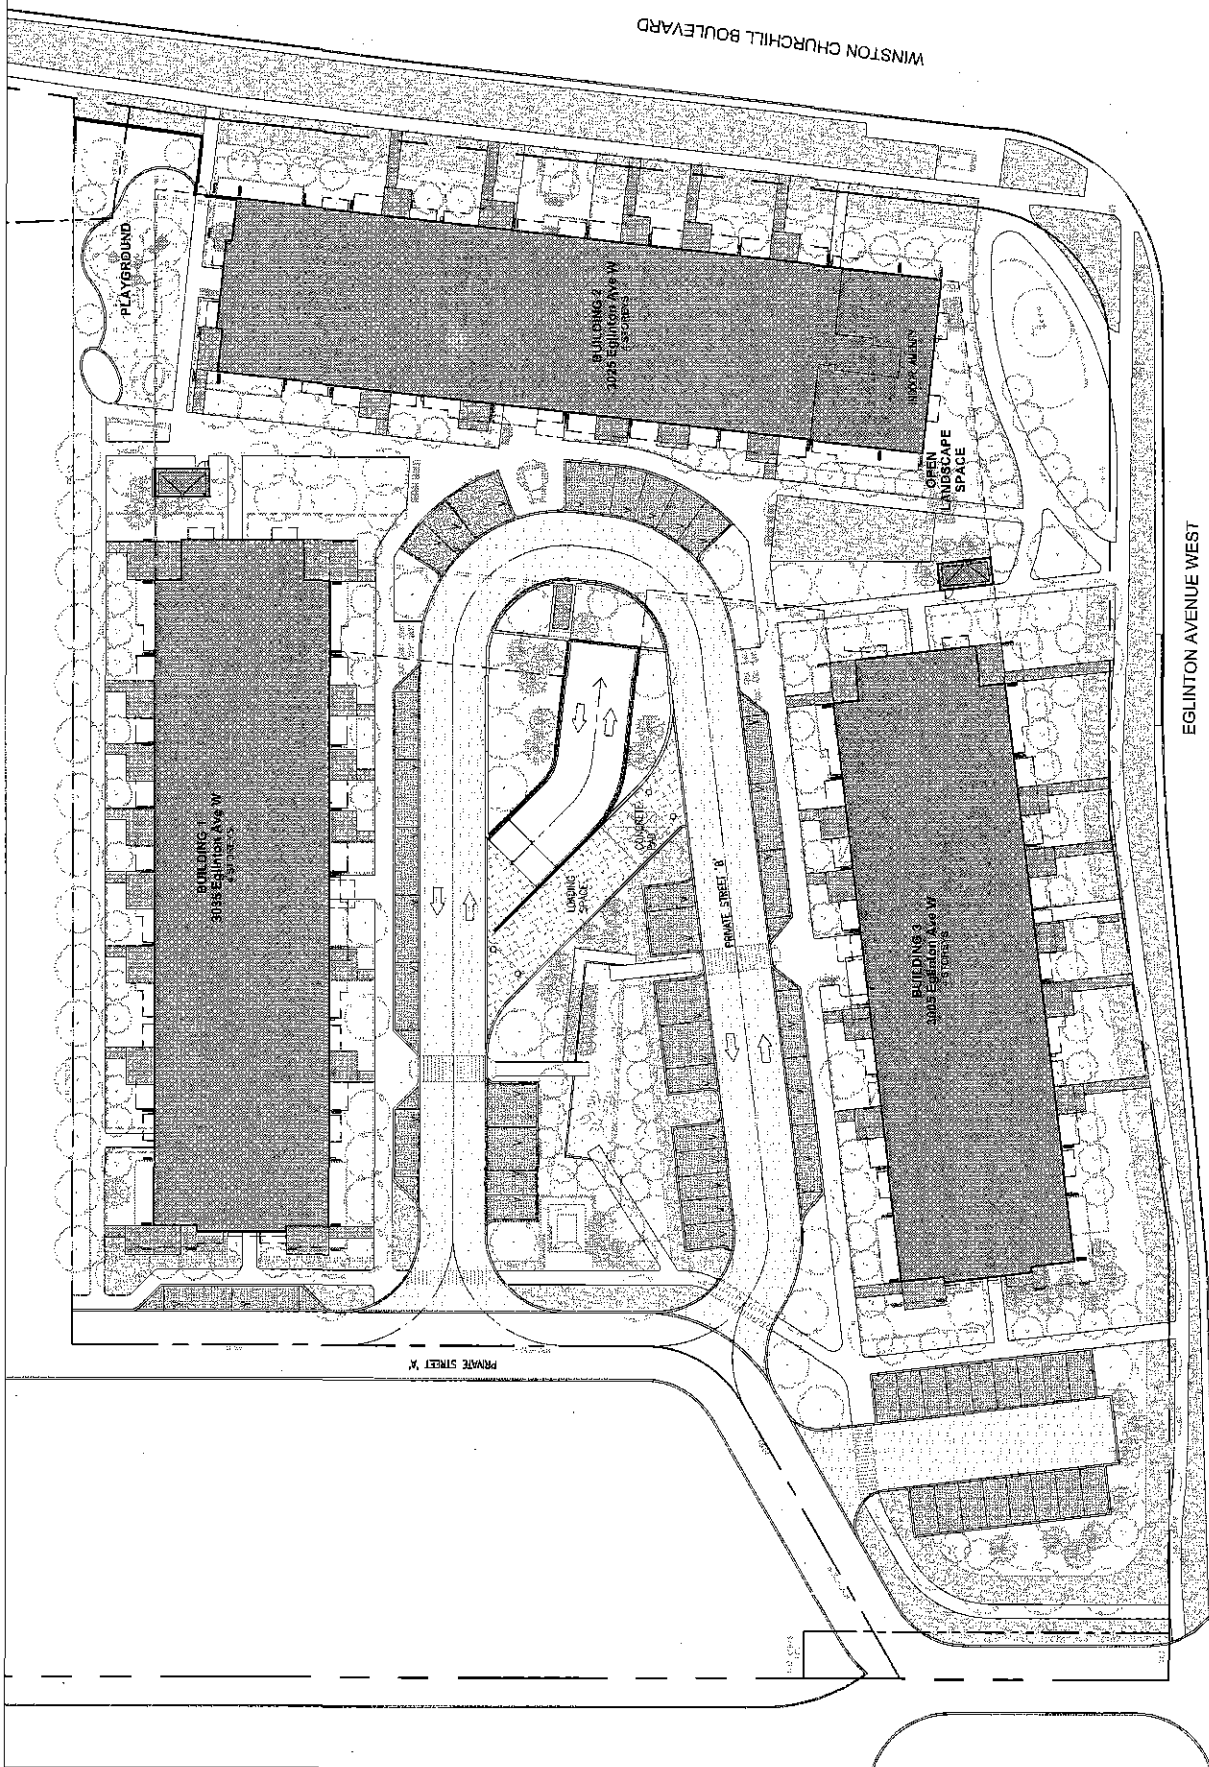 WINSTON CHURCHILL BOULEVARD
PLAYGROUND
BUILDING 2
3025 Eglinton Ave W
BUILDING 1
3035 Eglinton Ave W
OPEN
LANDSCAPE
SPACE
EGLINTON AVENUE WEST
CONCRETE
PAD
LOADING
SPACE
PRIVATE STREET 'B'
BUILDING 3
3005 Eglinton Ave W
PRIVATE STREET 'A'